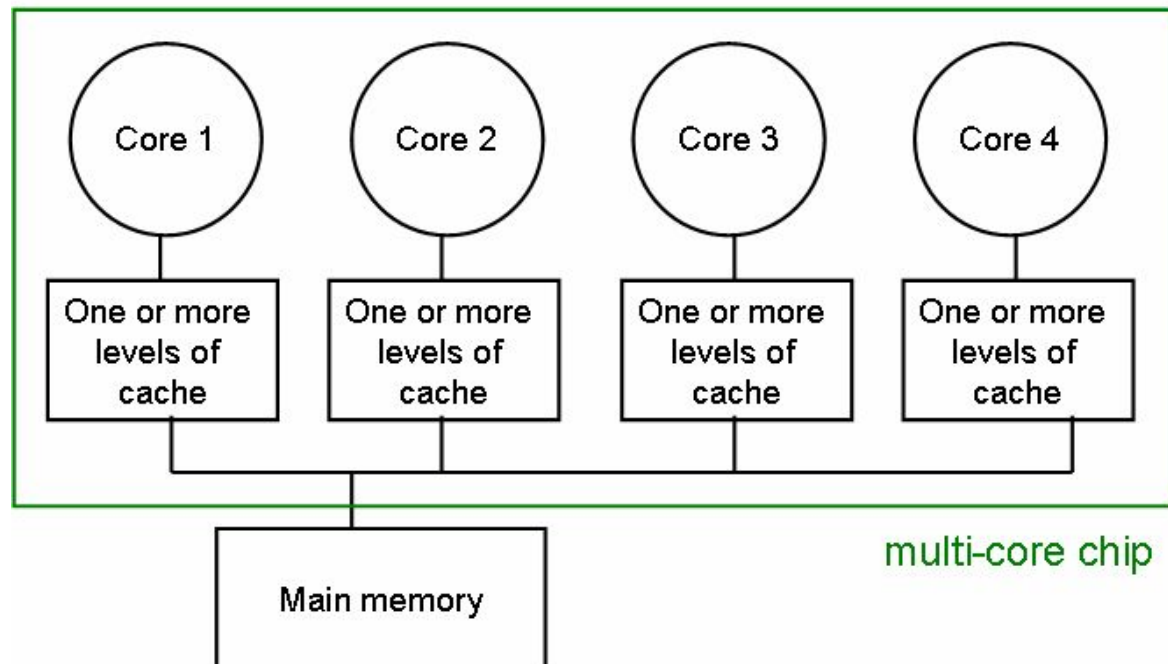 Core 1
Core 2
Core 3
Core 4
One or more
levels of
cache
One or more
levels of
cache
One or more
levels of
cache
One or more
levels of
cache
multi-core chip
Main memory